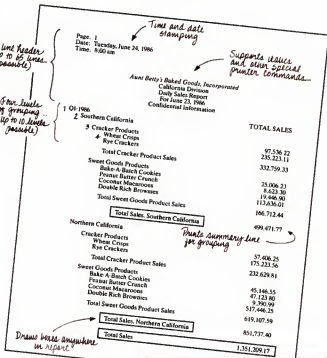 Time and date
stamping
Page. 1
Date: Tuesday, June 24, 1986
Time. 8:00 am
line header
to 65 lines
possible)
Supports italics
and other special
printer commands
Aunt Betty's Baked Goods, Incorporated
California Division
Daily Sales Report
For June 23, 1986
Confidential Information
Four levels
of grouping
up to 10 levels
possible)
TOTAL SALES
1 Q1-1986
2 Southern California
3 Cracker Products
4 Wheat Crisps 97,536 22
Rye Crackers 235,223.11
Total Cracker Product Sales 332,759.33
Sweet Goods Products
Bake-A-Batch Cookies 25,006.23
Peanut Butter Crunch 8,623.30
Coconut Macaroons 19,446.90
Double Rich Brownies 113,636.01
Total Sweet Goods Product Sales 166,712.44
Total Sales, Southern California 499,471.77
Prints summary line
for grouping
Northern California
Cracker Products
Wheat Crisps 57,406.25
Rye Crackers 175,223.56
Total Cracker Product Sales 232,629.81
Sweet Goods Products
Bake-A-Batch Cookies 45,146.55
Peanut Butter Crunch 47,123.80
Coconut Macaroons 9,390.99
Double Rich Brownies 517,446.25
Total Sweet Goods Product Sales 619,107.59
Total Sales, Northern California 851,737.40
Total Sales 1,351,209.17
Draws boxes anywhere
in report